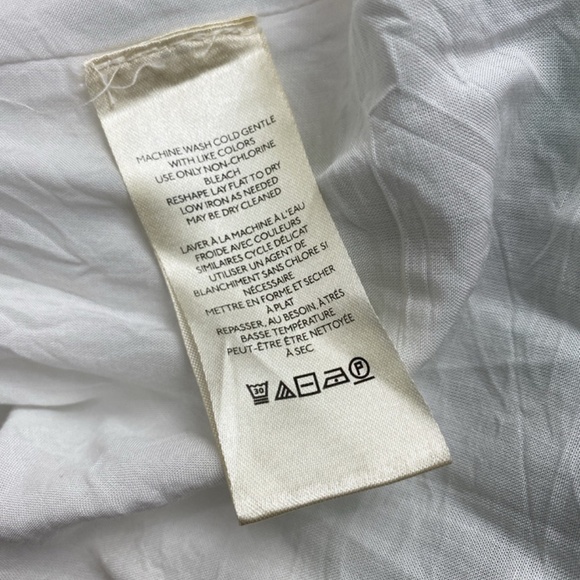 MACHINE WASH COLD GENTLE
WITH LIKE COLORS
USE ONLY NON-CHLORINE
BLEACH
RESHAPE LAY FLAT TO DRY
LOW IRON AS NEEDED
MAY BE DRY CLEANED
LAVER À LA MACHINE À L'EAU
FROIDE AVEC COULEURS
SIMILAIRES CYCLE DÉLICAT
UTILISER UN AGENT DE
BLANCHIMENT SANS CHLORE SI
NÉCESSAIRE
METTRE EN FORME ET SECHER
À PLAT
REPASSER, AU BESOIN, À TRÉS
BASSE TEMPÉRATURE
PEUT-ÊTRE ÊTRE NETTOYÉE
À SEC
30 P